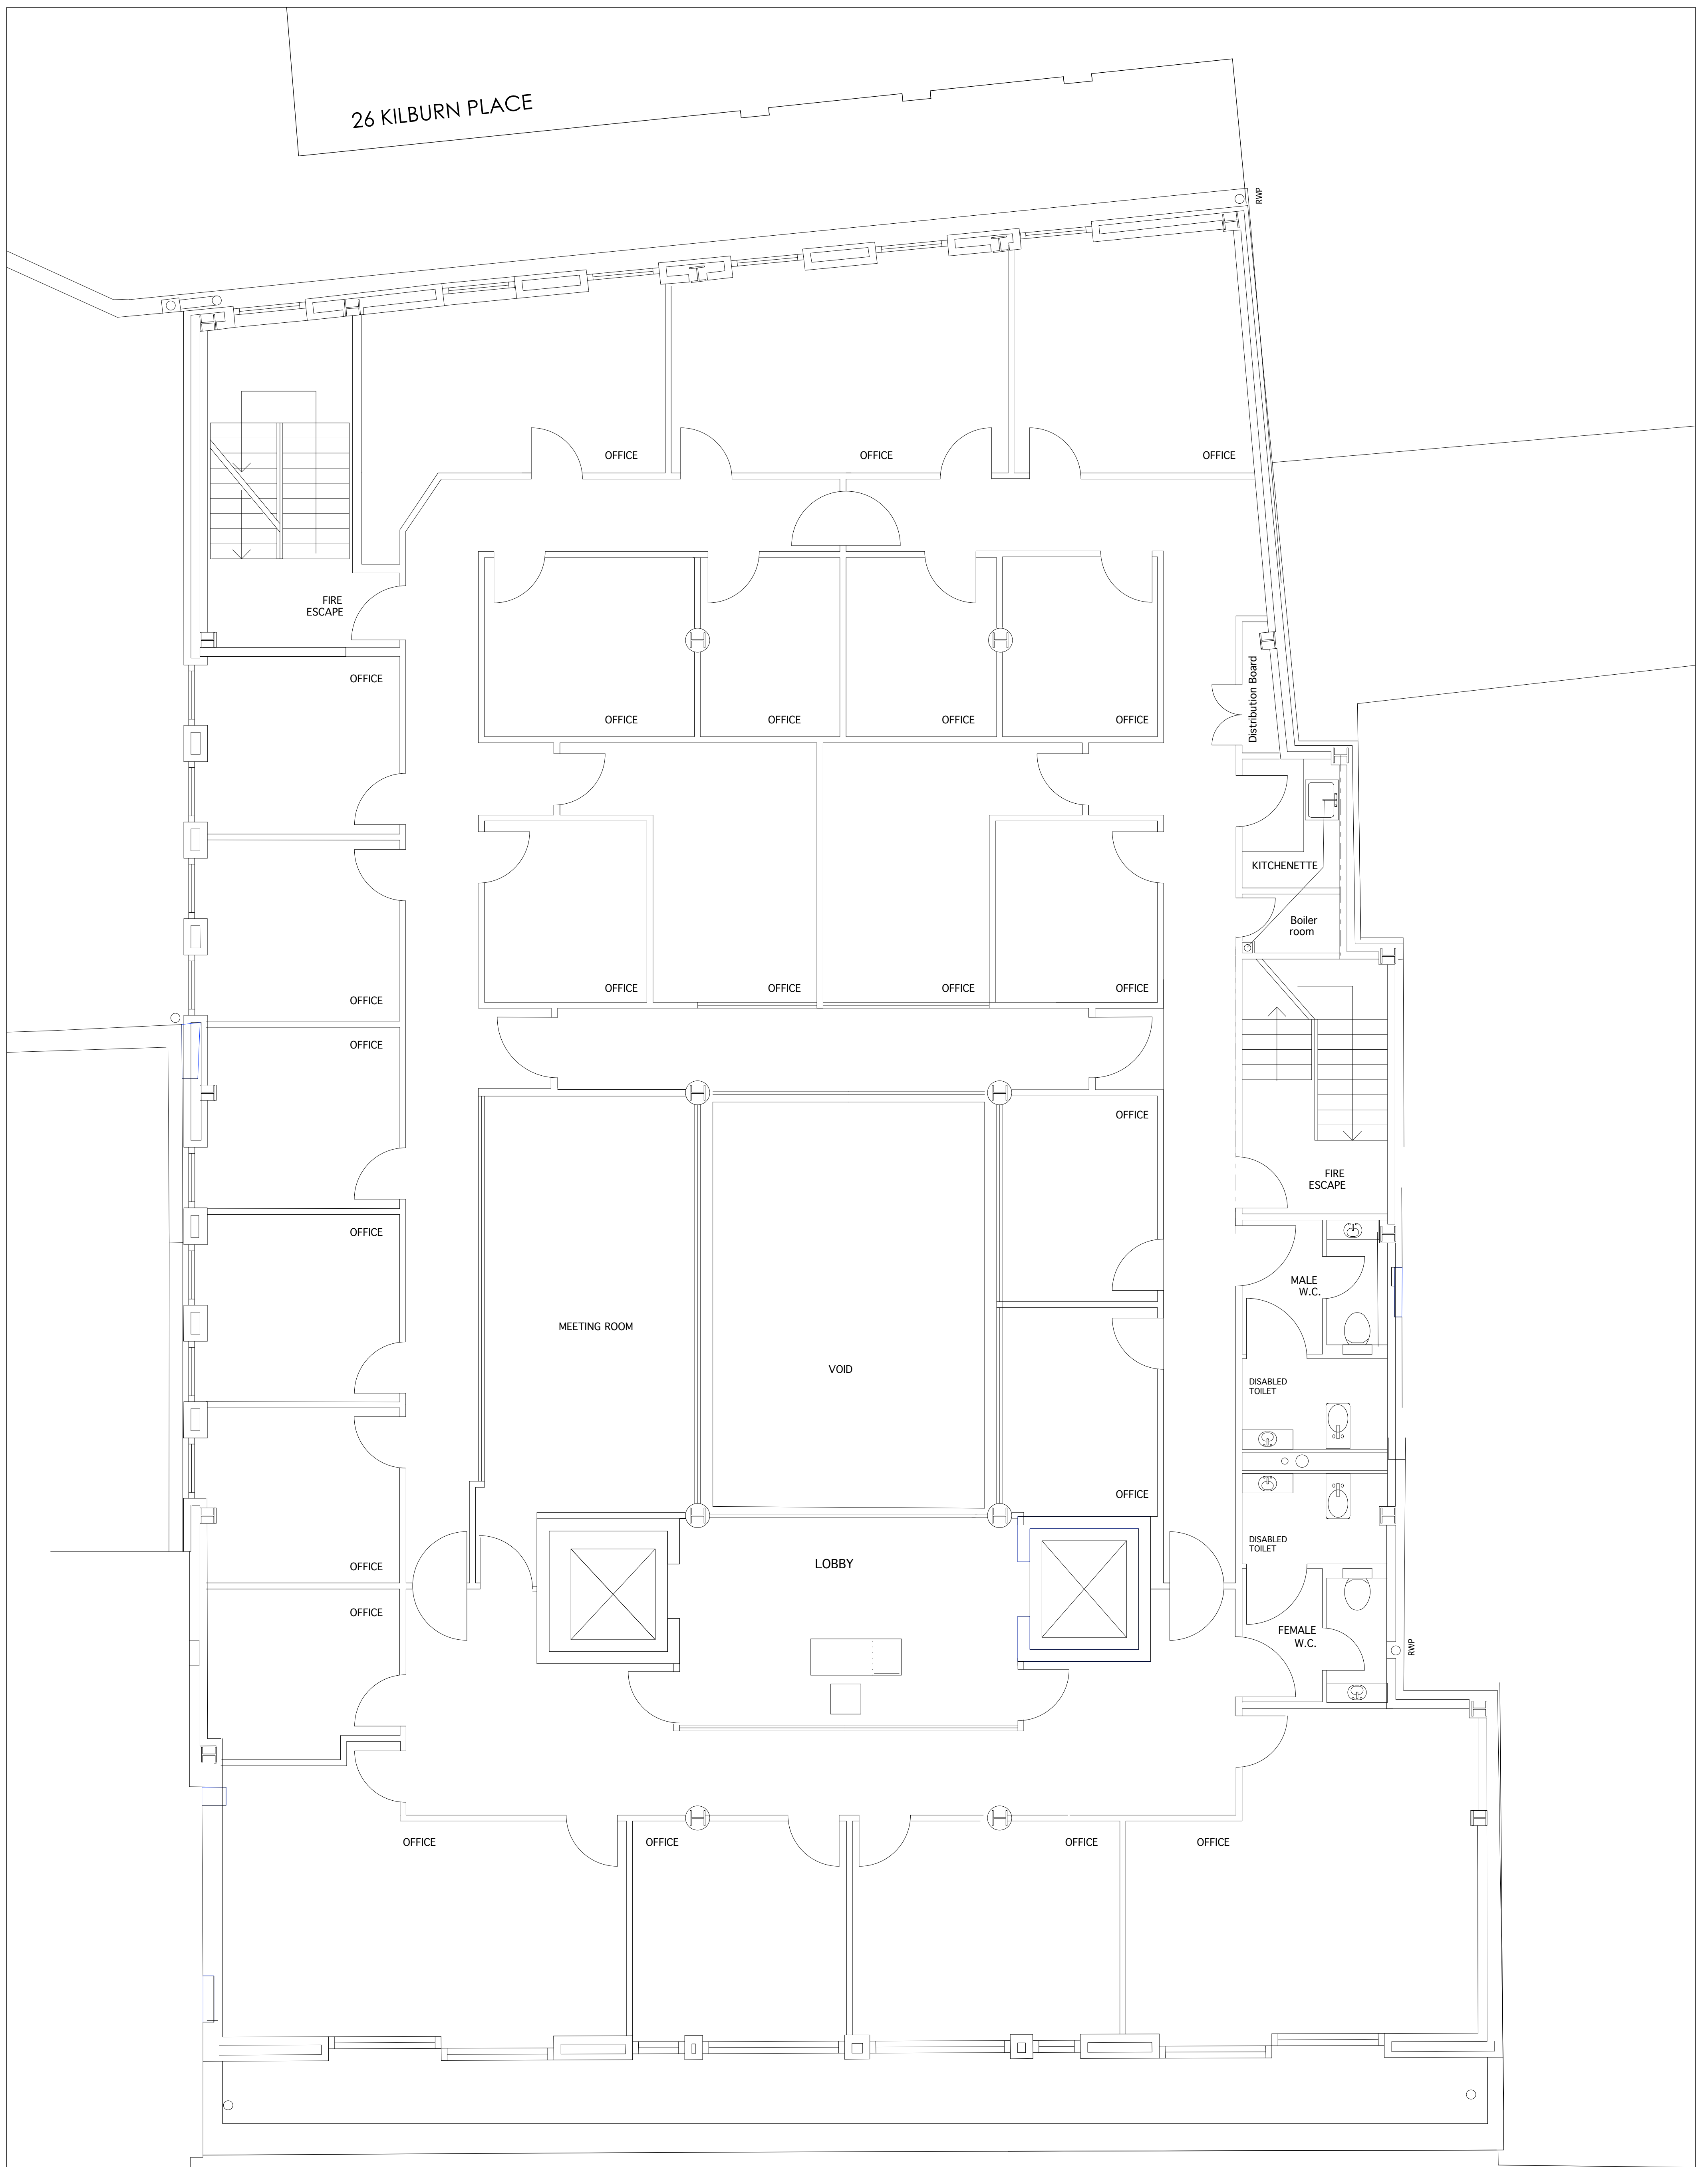 26 KILBURN PLACE
RWP
OFFICE
OFFICE
OFFICE
FIRE
ESCAPE
OFFICE
OFFICE
OFFICE
OFFICE
OFFICE
Distribution Board
KITCHENETTE
Boiler
room
OFFICE
OFFICE
OFFICE
OFFICE
OFFICE
OFFICE
OFFICE
FIRE
ESCAPE
OFFICE
MALE
W.C.
MEETING ROOM
VOID
DISABLED
TOILET
OFFICE
DISABLED
TOILET
LOBBY
OFFICE
OFFICE
FEMALE
W.C.
RWP
OFFICE
OFFICE
OFFICE
OFFICE